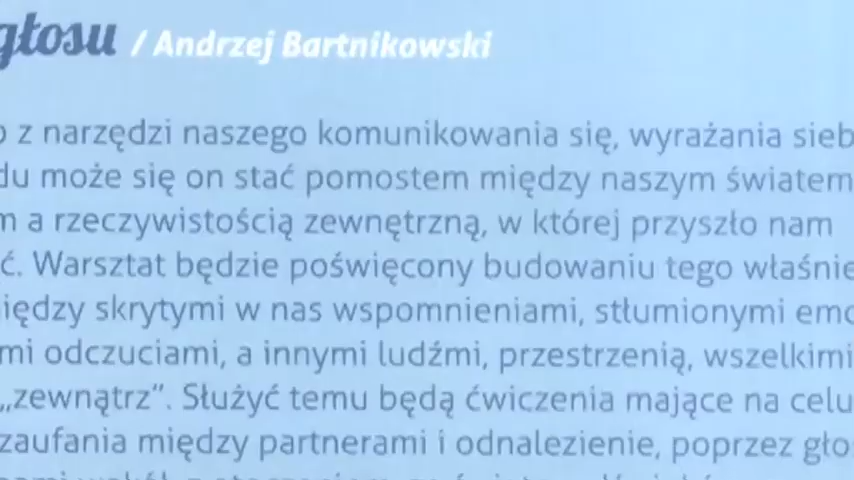 głosu / Andrzej Bartnikowski
z narzędzi naszego komunikowania się, wyrażania sieb
du może się on stać pomostem między naszym światem
m a rzeczywistością zewnętrzną, w której przyszło nam
ć. Warsztat będzie poświęcony budowaniu tego właśnie
iędzy skrytymi w nas wspomnieniami, stłumionymi emo
mi odczuciami, a innymi ludźmi, przestrzenią, wszelkimi
„zewnątrz”. Służyć temu będą ćwiczenia mające na celu
zaufania między partnerami i odnalezienie, poprzez gło